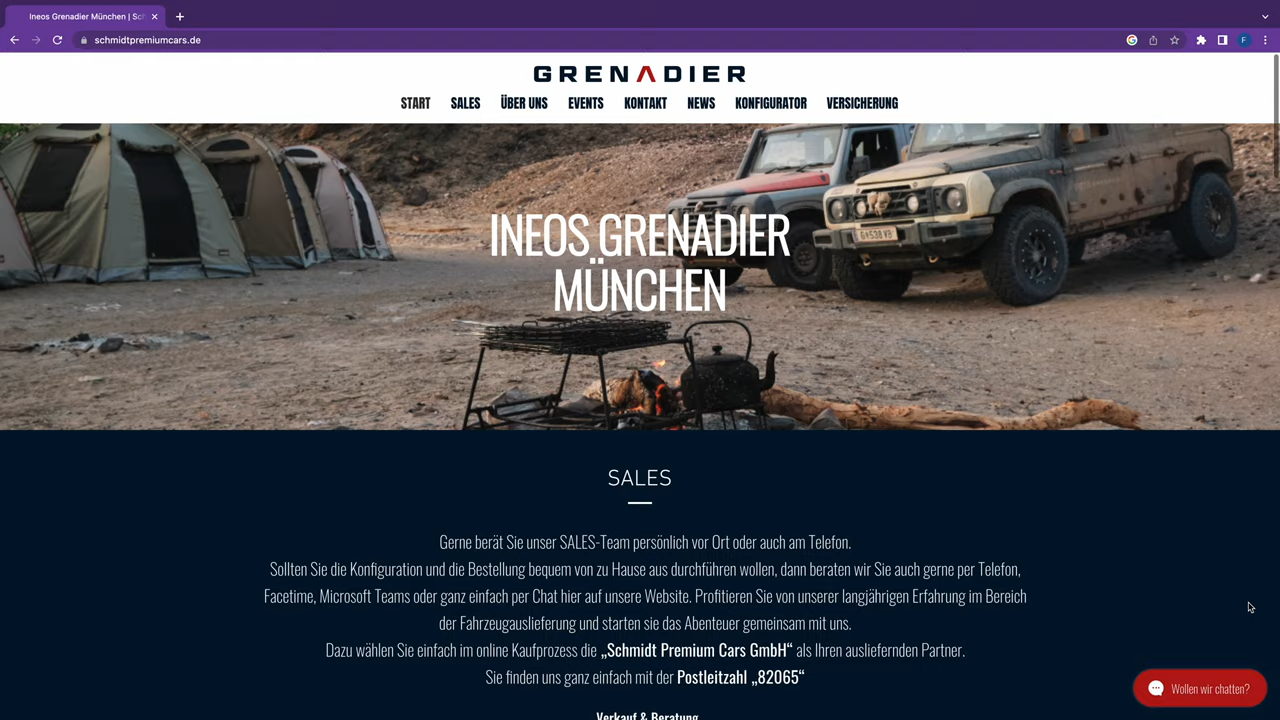 Ineos Grenadier München | Sch
schmidtpremiumcars.de
F
GRENADIER
START SALES ÜBER UNS EVENTS KONTAKT NEWS KONFIGURATOR VERSICHERUNG
INEOS GRENADIER
MÜNCHEN
SALES
Gerne berät Sie unser SALES-Team persönlich vor Ort oder auch am Telefon.
Sollten Sie die Konfiguration und die Bestellung bequem von zu Hause aus durchführen wollen, dann beraten wir Sie auch gerne per Telefon,
Facetime, Microsoft Teams oder ganz einfach per Chat hier auf unsere Website. Profitieren Sie von unserer langjährigen Erfahrung im Bereich
der Fahrzeugauslieferung und starten sie das Abenteuer gemeinsam mit uns.
Dazu wählen Sie einfach im online Kaufprozess die „Schmidt Premium Cars GmbH“ als Ihren ausliefernden Partner.
Sie finden uns ganz einfach mit der Postleitzahl „82065“
Verkauf & Beratung
Wollen wir chatten?